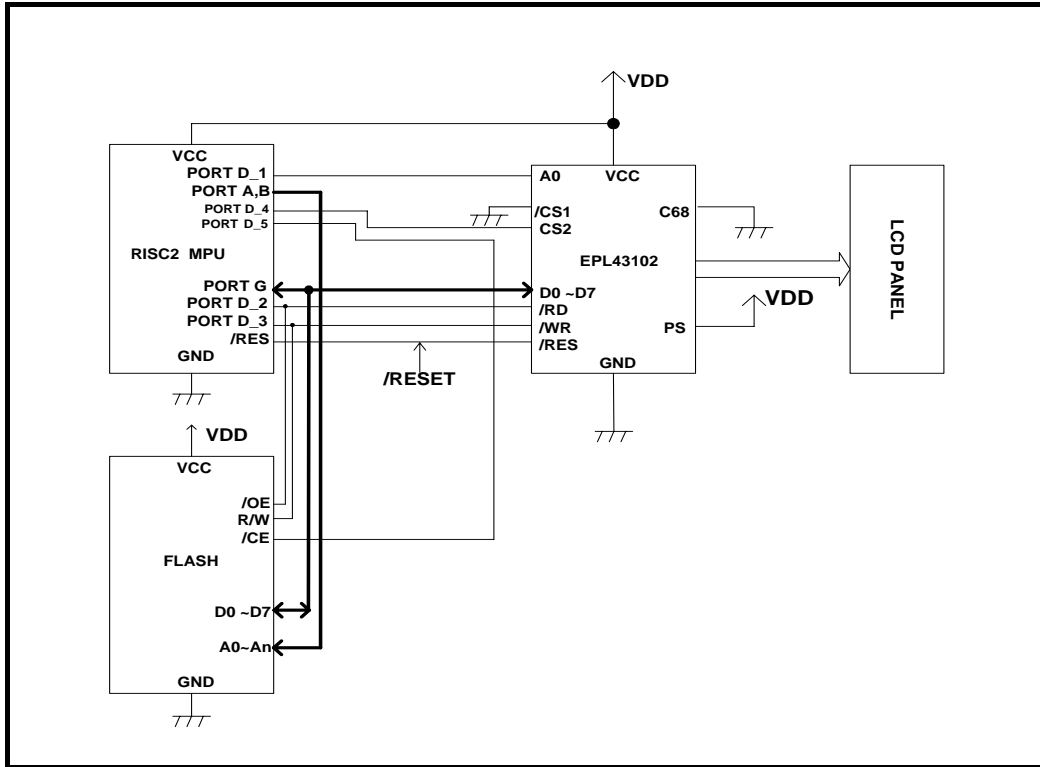 VDD
VCC
PORT D_1
PORT A,B
PORT D_4
PORT D_5
RISC2 MPU
PORT G
PORT D_2
PORT D_3
/RES
GND
/RESET
A0
VCC
/CS1
CS2
C68
EPL43102
D0 ~D7
/RD
/WR
/RES
PS
GND
VDD
LCD PANEL
VDD
VCC
/OE
R/W
/CE
FLASH
D0 ~D7
A0~An
GND